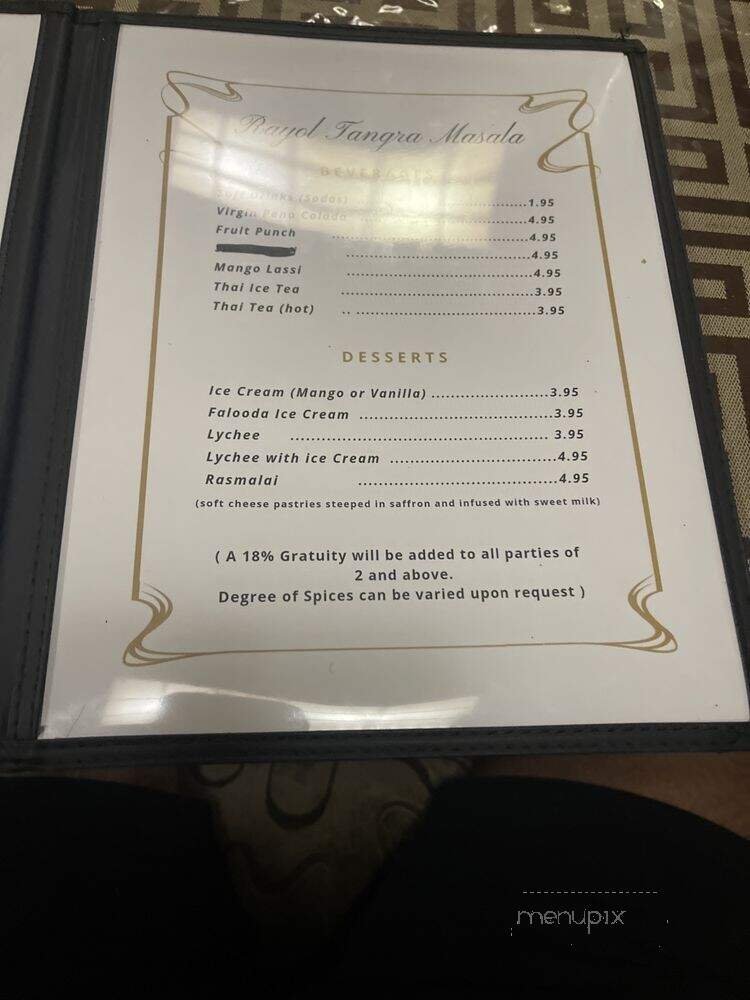 Rayol Tangra Masala
BEVERAGES
Soft Drinks (Sodas) ..............................1.95
Virgin Pena Colada ..............................4.95
Fruit Punch ....................................4.95
..................................4.95
Mango Lassi ..................................4.95
Thai Ice Tea ...................................3.95
Thai Tea (hot) .. ................................3.95
DESSERTS
Ice Cream (Mango or Vanilla) .......................3.95
Falooda Ice Cream ......................................3.95
Lychee ................................................... 3.95
Lychee with ice Cream .................................4.95
Rasmalai .......................................4.95
(soft cheese pastries steeped in saffron and infused with sweet milk)
( A 18% Gratuity will be added to all parties of
2 and above.
Degree of Spices can be varied upon request )
menupix